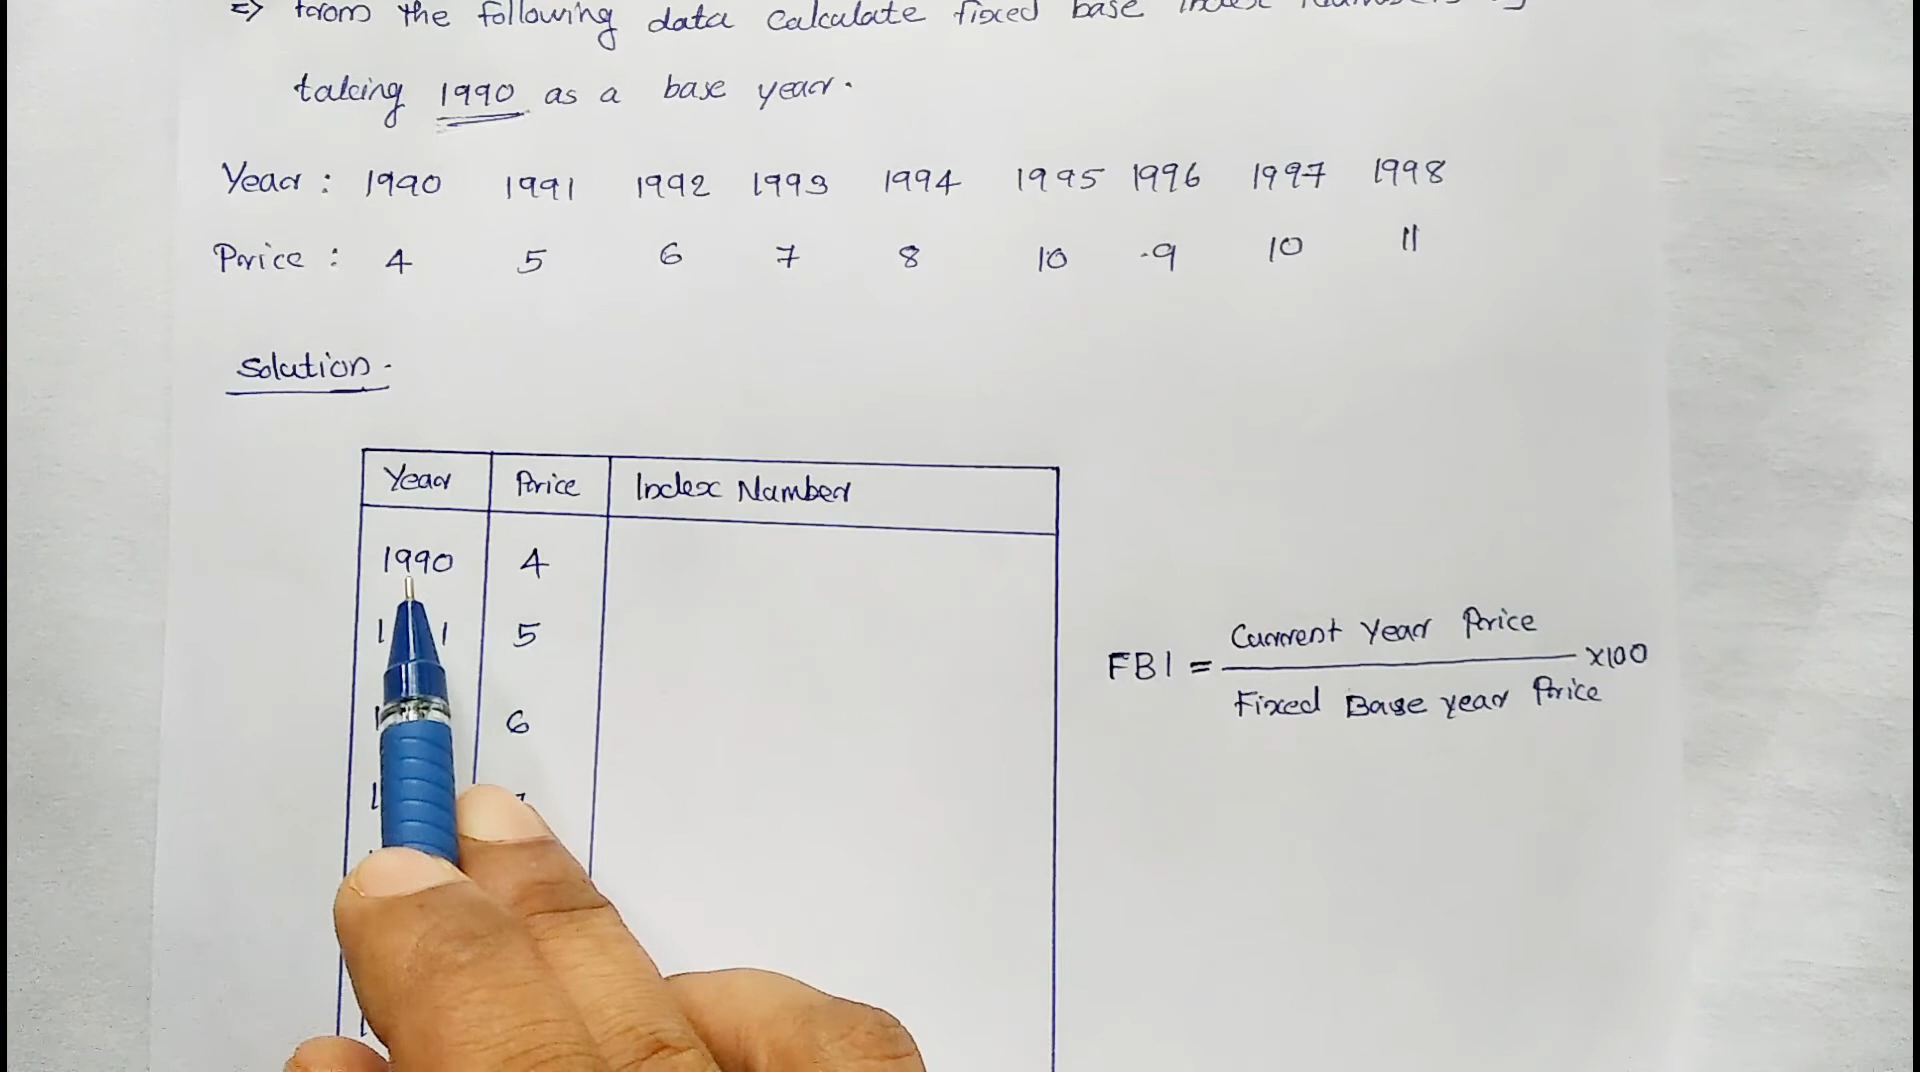 => From the following data calculate fixed base
taking 1990 as a base year.
Year : 1990 1991 1992 1993 1994 1995 1996 1997 1998
Price : 4 5 6 7 8 10 9 10 11
Solution -
Year Price Index Number
1990 4
5
6
FBI = Current Year Price / Fixed Base year Price x100